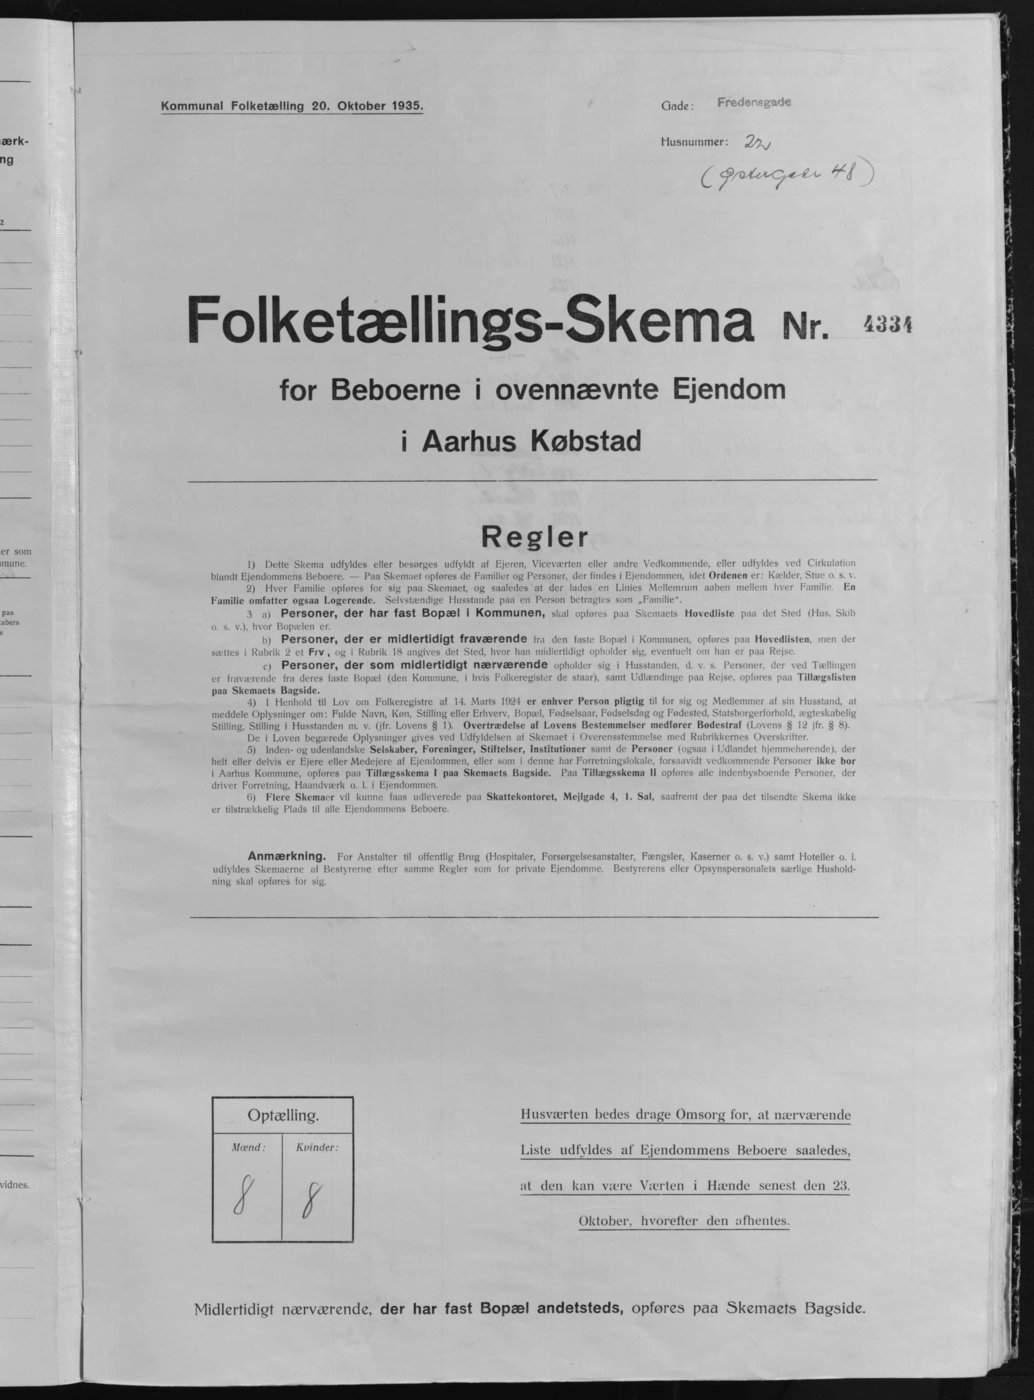 Kommunal Folketælling 20. Oktober 1935.
Gade: Fredensgade
Husnummer: 22
(Østergade 48)
Folketællings-Skema Nr. 4334
for Beboerne i ovennævnte Ejendom
i Aarhus Købstad
Regler
1) Dette Skema udfyldes eller besørges udfyldt af Ejeren, Viceværten eller andre Vedkommende, eller udfyldes ved Cirkulation
blandt Ejendommens Beboere. — Paa Skemaet opføres de Familier og Personer, der findes i Ejendommen, idet Ordenen er: Kælder, Stue o. s. v.
2) Hver Familie opføres for sig paa Skemaet, og saaledes at der lades en Linies Mellemrum aaben mellem hver Familie. En
Familie omfatter ogsaa Logerende. Selvstændige Husstande paa en Person betragtes som „Familie“.
3 a) Personer, der har fast Bopæl i Kommunen, skal opføres paa Skemaets Hovedliste paa det Sted (Hus, Skib
o. s. v.), hvor Bopælen er.
b) Personer, der er midlertidigt fraværende fra den faste Bopæl i Kommunen, opføres paa Hovedlisten, men der
sættes i Rubrik 2 et Frv., og i Rubrik 18 angives det Sted, hvor han midlertidigt opholder sig, eventuelt om han er paa Rejse.
c) Personer, der som midlertidigt nærværende opholder sig i Husstanden, d. v. s. Personer, der ved Tællingen
er fraværende fra deres faste Bopæl (den Kommune, i hvis Folkeregister de staar), samt Udlændinge paa Rejse, opføres paa Tillægslisten
paa Skemaets Bagside.
4) I Henhold til Lov om Folkeregistre af 14. Marts 1924 er enhver Person pligtig til for sig og Medlemmer af sin Husstand, at
meddele Oplysninger om: Fulde Navn, Køn, Stilling eller Erhverv, Bopæl, Fødselsaar, Fødselsdag og Fødested, Statsborgerforhold, ægteskabelig
Stilling, Stilling i Husstanden m. v. (jfr. Lovens § 1). Overtrædelse af Lovens Bestemmelser medfører Bødestraf (Lovens § 12 jfr. § 8).
De i Loven begærede Oplysninger gives ved Udfyldelsen af Skemaet i Overensstemmelse med Rubrikkernes Overskrifter.
5) Inden- og udenlandske Selskaber, Foreninger, Stiftelser, Institutioner samt de Personer (ogsaa i Udlandet hjemmehørende), der
helt eller delvis er Ejere eller Medejere af Ejendommen, eller som i denne har Forretningslokale, forsaavidt vedkommende Personer ikke bor
i Aarhus Kommune, opføres paa Tillægsskema I paa Skemaets Bagside. Paa Tillægsskema II opføres alle indenbysboende Personer, der
driver Forretning, Haandværk o. l. i Ejendommen.
6) Flere Skemaer vil kunne faas udleverede paa Skattekontoret, Mejlgade 4, 1. Sal, saafremt der paa det tilsendte Skema ikke
er tilstrækkelig Plads til alle Ejendommens Beboere.
Anmærkning. For Anstalter til offentlig Brug (Hospitaler, Forsørgelsesanstalter, Fængsler, Kaserner o. s. v.) samt Hoteller o. l.
udfyldes Skemaerne af Bestyrerne efter samme Regler som for private Ejendomme. Bestyrerens eller Opsynspersonalets særlige Hushold-
ning skal opføres for sig.
Optælling.
Mænd: Kvinder:
8 8
Husværten bedes drage Omsorg for, at nærværende
Liste udfyldes af Ejendommens Beboere saaledes,
at den kan være Værten i Hænde senest den 23.
Oktober, hvorefter den afhentes.
Midlertidigt nærværende, der har fast Bopæl andetsteds, opføres paa Skemaets Bagside.